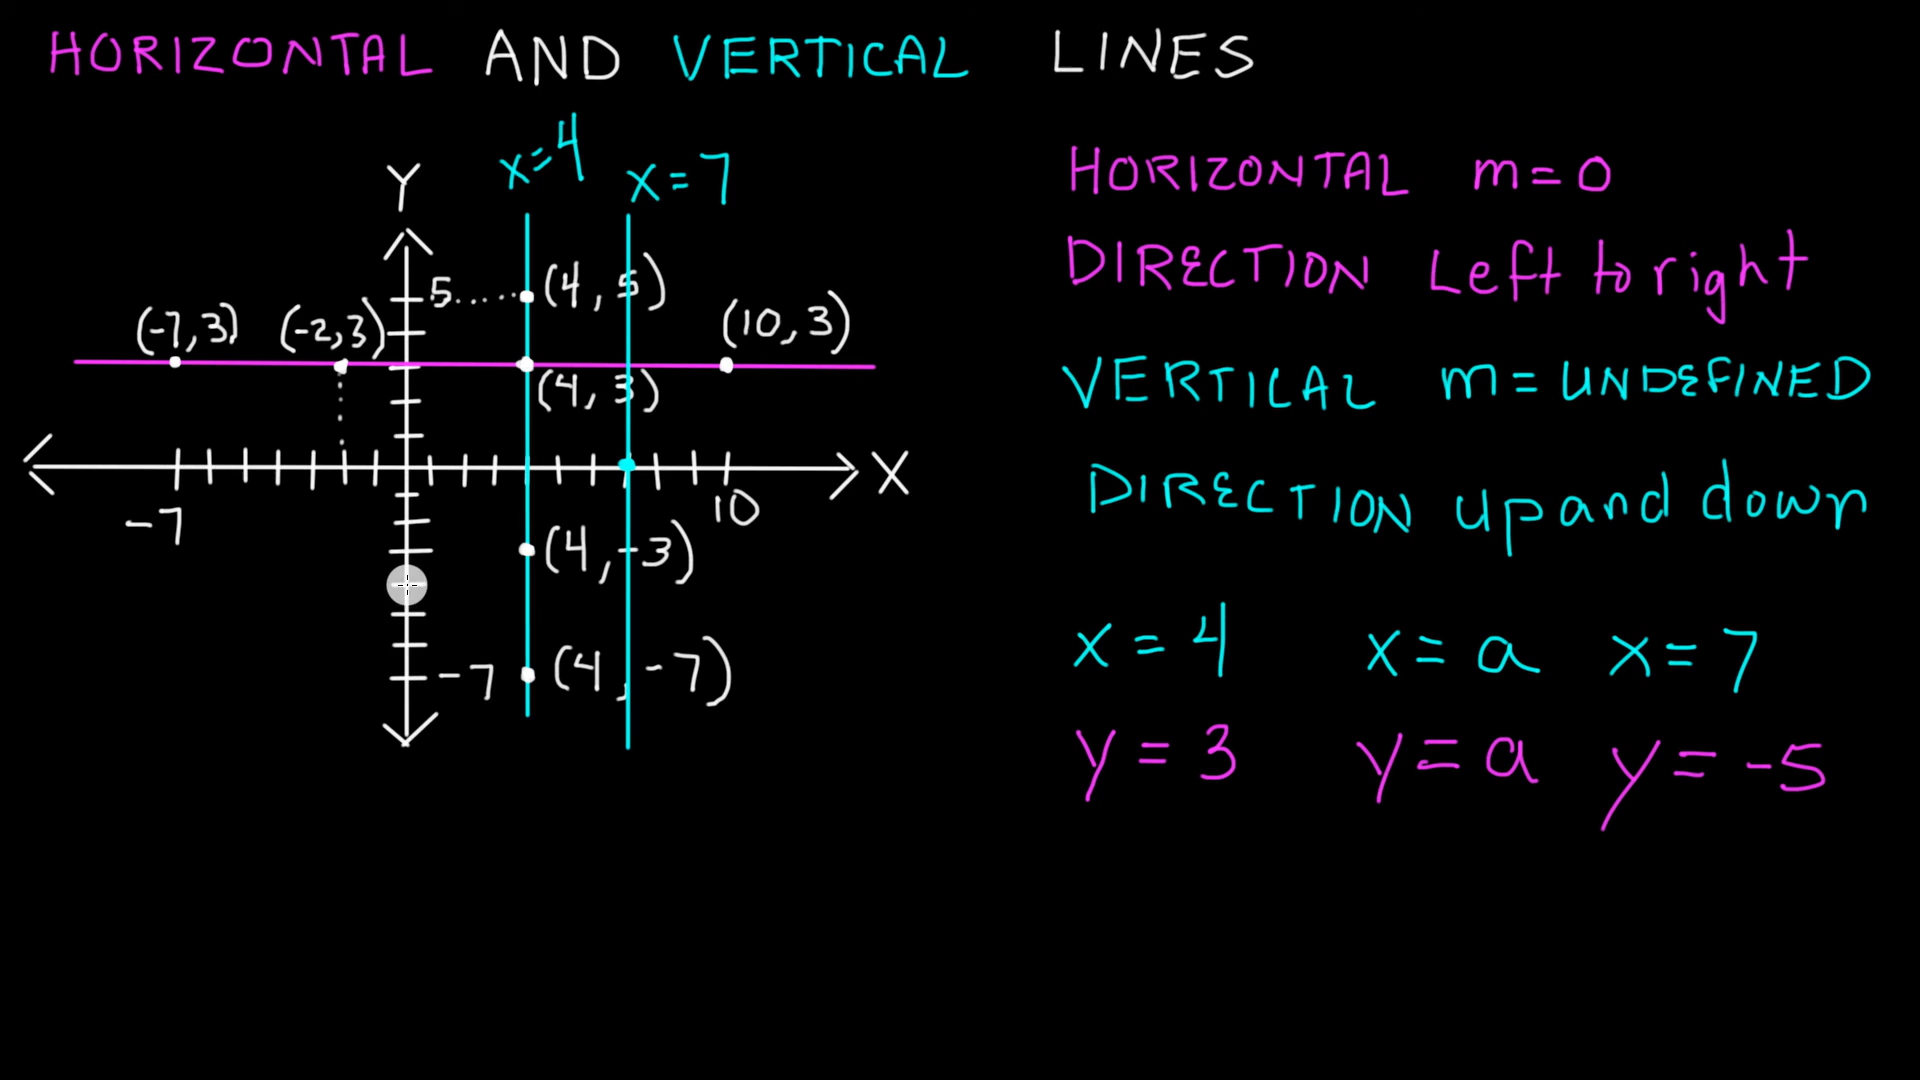 HORIZONTAL AND VERTICAL LINES
x=4
x=7
Y
HORIZONTAL m=0
DIRECTION Left to right
5
(4,5)
(-7,3)
(-2,3)
(10,3)
(4,3)
VERTICAL m=UNDEFINED
X
-7
10
DIRECTION up and down
(4,-3)
-7
(4,-7)
x=4 x=a x=7
y=3 y=a y=-5